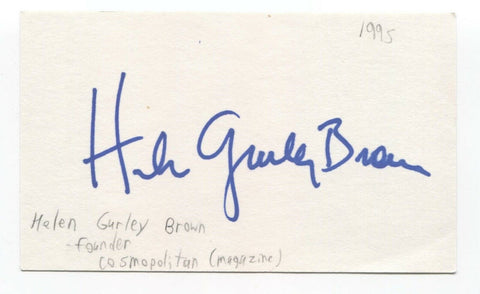 1995
Helen Gurley Brown
Helen Gurley Brown
-founder
cosmopolitan (magazine)